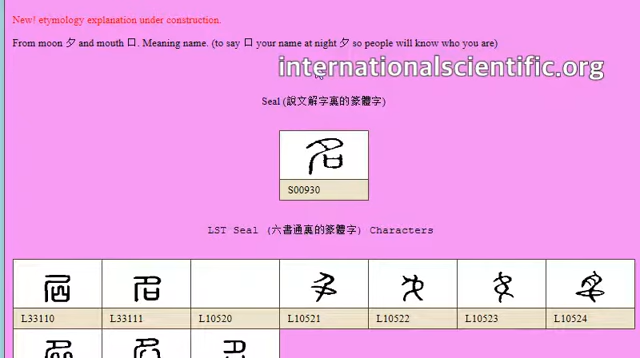 New! etymology explanation under construction.
From moon 夕 and mouth 口. Meaning name. (to say 口 your name at night 夕 so people will know who you are)
internationalscientific.org
Seal (說文解字裏的篆體字)
名
S00930
LST Seal (六書通裏的篆體字) Characters
L33110 L33111 L10520 L10521 L10522 L10523 L10524